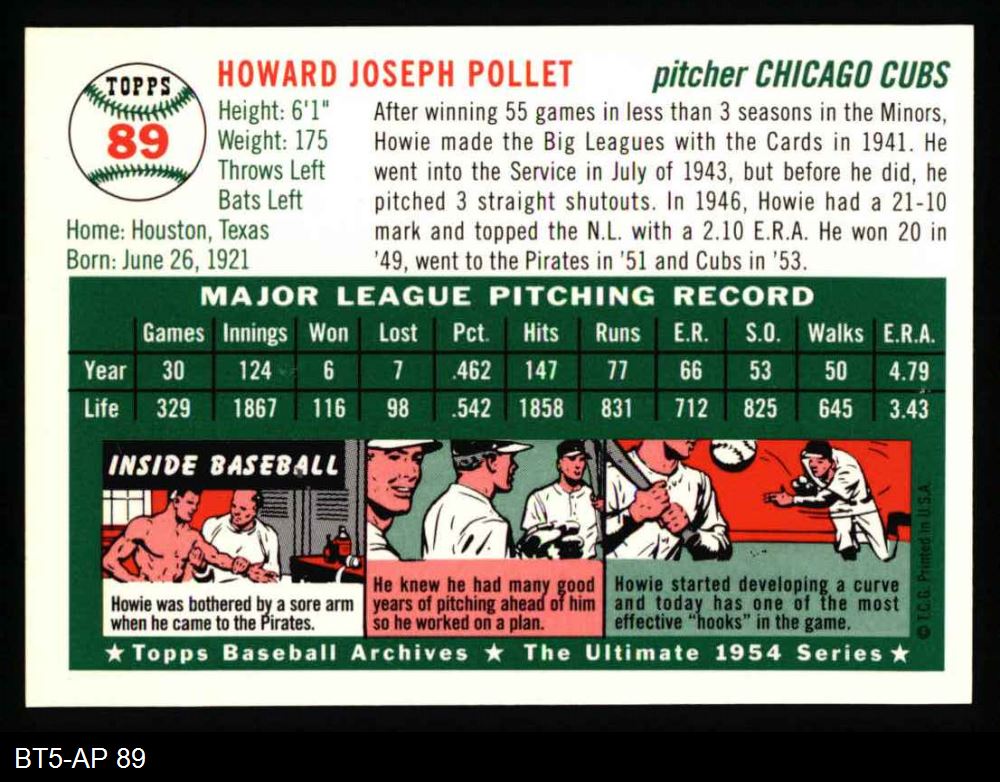 TOPPS
89
HOWARD JOSEPH POLLET
pitcher CHICAGO CUBS
Height: 6'1"
Weight: 175
Throws Left
Bats Left
Home: Houston, Texas
Born: June 26, 1921
After winning 55 games in less than 3 seasons in the Minors,
Howie made the Big Leagues with the Cards in 1941. He
went into the Service in July of 1943, but before he did, he
pitched 3 straight shutouts. In 1946, Howie had a 21-10
mark and topped the N.L. with a 2.10 E.R.A. He won 20 in
'49, went to the Pirates in '51 and Cubs in '53.
MAJOR LEAGUE PITCHING RECORD
Games Innings Won Lost Pct. Hits Runs E.R. S.O. Walks E.R.A.
Year 30 124 6 7 .462 147 77 66 53 50 4.79
Life 329 1867 116 98 .542 1858 831 712 825 645 3.43
INSIDE BASEBALL
Howie was bothered by a sore arm
when he came to the Pirates.
He knew he had many good
years of pitching ahead of him
so he worked on a plan.
Howie started developing a curve
and today has one of the most
effective "hooks" in the game.
© T.C.G. Printed in U.S.A.
★ Topps Baseball Archives ★ The Ultimate 1954 Series ★
BT5-AP 89